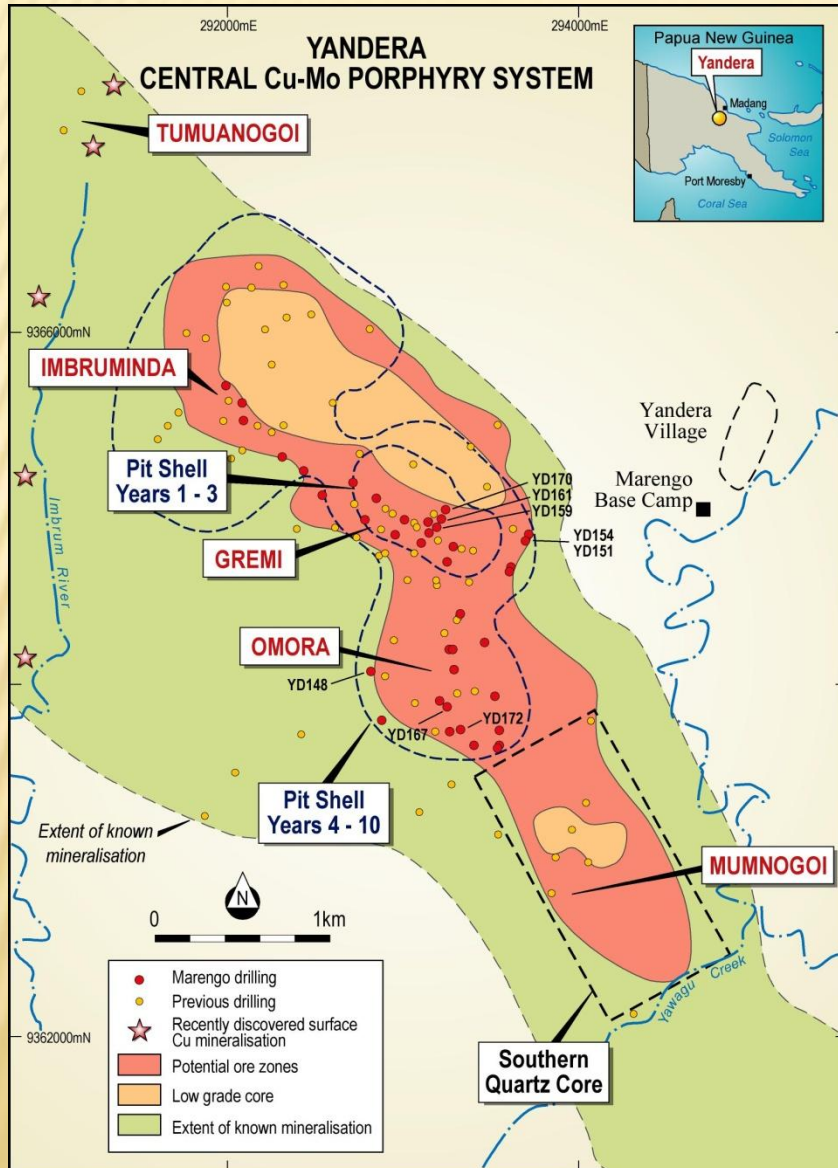 292000mE
294000mE
YANDERA
CENTRAL Cu-Mo PORPHYRY SYSTEM
Papua New Guinea
Yandera
Madang
Solomon
Sea
Port Moresby
Coral Sea
TUMUANOGOI
9366000mN
IMBRUMINDA
Yandera
Village
Marengo
Base Camp
Pit Shell
Years 1 - 3
YD170
YD161
YD159
GREMI
YD154
YD151
Imbrum River
OMORA
YD148
YD167
YD172
Pit Shell
Years 4 - 10
Extent of known
mineralisation
MUMNOGOI
N
0
1km
Yawagu Creek
Marengo drilling
Previous drilling
Recently discovered surface
Cu mineralisation
Potential ore zones
Low grade core
Extent of known mineralisation
9362000mN
Southern
Quartz Core